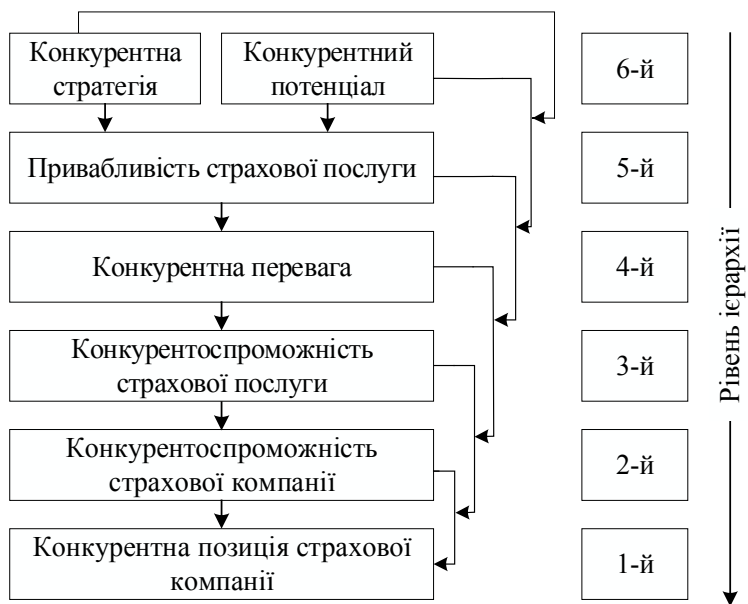 Конкурентна
стратегія
Конкурентний
потенціал
6-й
Привабливість страхової послуги
5-й
Конкурентна перевага
4-й
Конкурентоспроможність
страхової послуги
3-й
Конкурентоспроможність
страхової компанії
2-й
Конкурентна позиція страхової
компанії
1-й
Рівень ієрархії